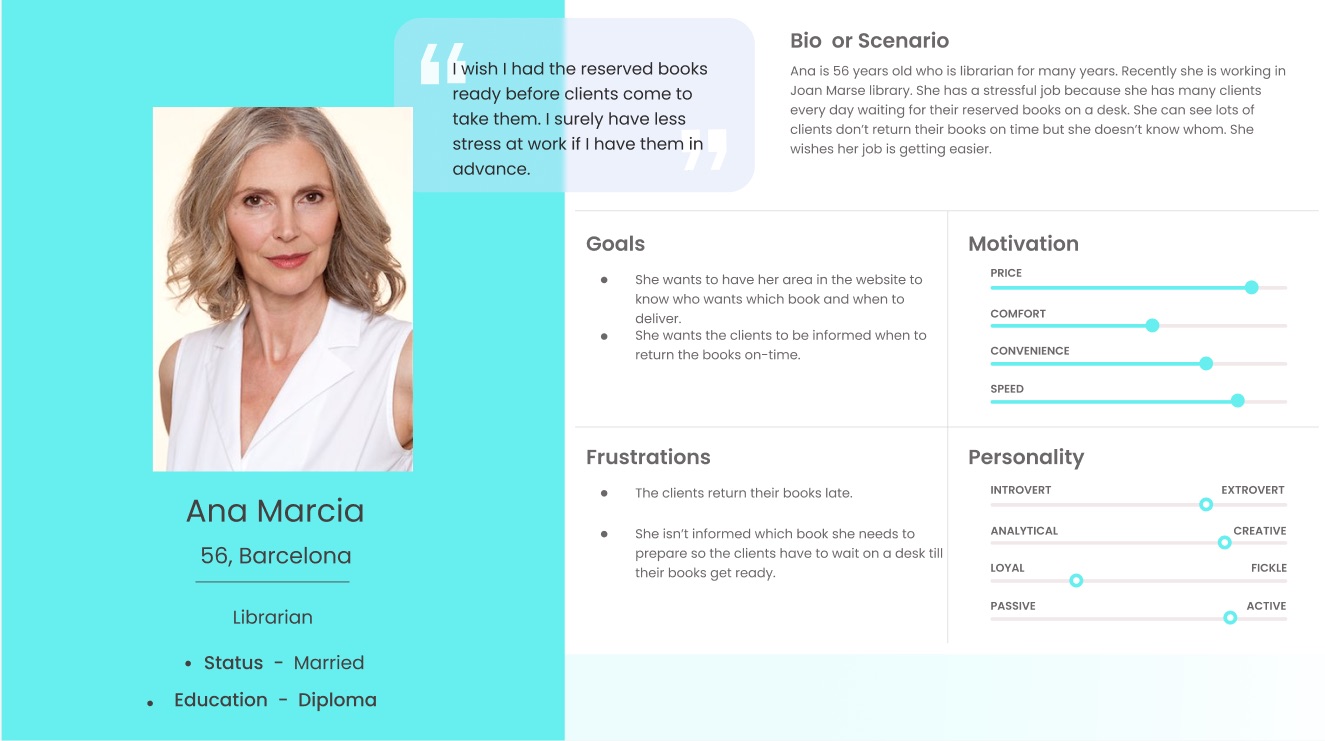 “
I wish I had the reserved books
ready before clients come to
take them. I surely have less
stress at work if I have them in
advance.
”
Bio or Scenario
Ana is 56 years old who is librarian for many years. Recently she is working in
Joan Marse library. She has a stressful job because she has many clients
every day waiting for their reserved books on a desk. She can see lots of
clients don’t return their books on time but she doesn’t know whom. She
wishes her job is getting easier.
Ana Marcia
56, Barcelona
Librarian
• Status - Married
• Education - Diploma
Goals
● She wants to have her area in the website to
know who wants which book and when to
deliver.
● She wants the clients to be informed when to
return the books on-time.
Motivation
PRICE
COMFORT
CONVENIENCE
SPEED
Frustrations
● The clients return their books late.
● She isn’t informed which book she needs to
prepare so the clients have to wait on a desk till
their books get ready.
Personality
INTROVERT EXTROVERT
ANALYTICAL CREATIVE
LOYAL FICKLE
PASSIVE ACTIVE